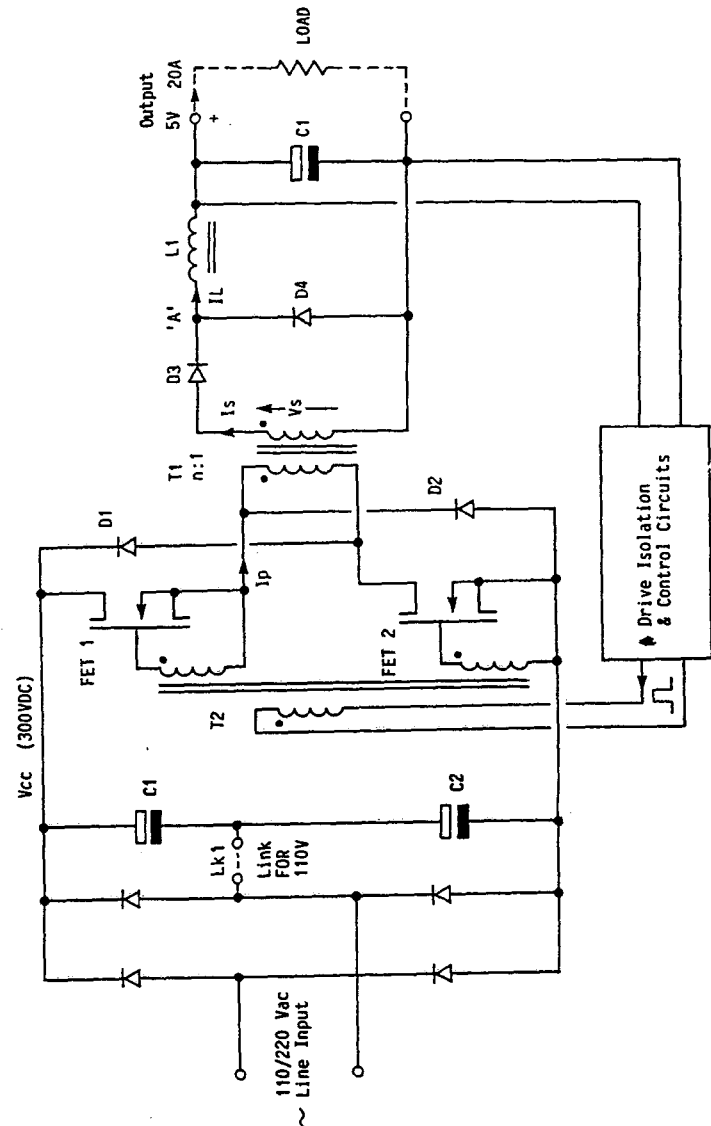 110/220 Vac
~ Line Input
Lk1
Link
FOR
110V
C1
C2
Vcc (300VDC)
T2
FET 1
FET 2
D1
D2
Ip
T1
n:1
Is
Vs
D3
'A'
IL
L1
D4
C1
Output
5V 20A
+
LOAD
Drive Isolation
& Control Circuits